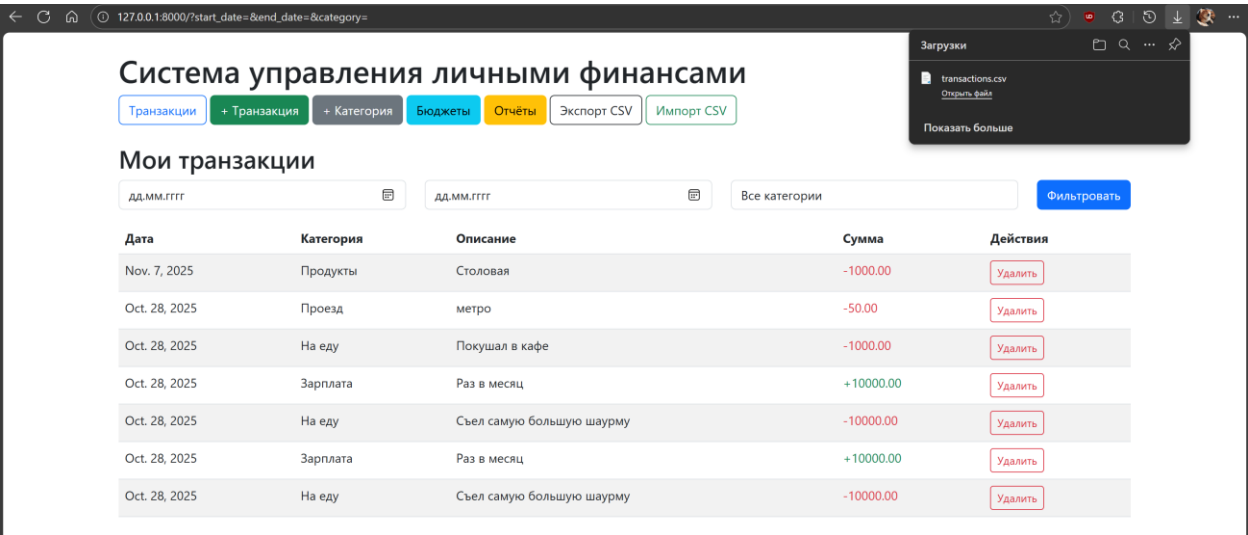 127.0.0.1:8000/?start_date=&end_date=&category=
Загрузки
transactions.csv
Открыть файл
Показать больше
Система управления личными финансами
Транзакции + Транзакция + Категория Бюджеты Отчёты Экспорт CSV Импорт CSV
Мои транзакции
дд.мм.гггг дд.мм.гггг Все категории Фильтровать
Дата Категория Описание Сумма Действия
Nov. 7, 2025 Продукты Столовая -1000.00 Удалить
Oct. 28, 2025 Проезд метро -50.00 Удалить
Oct. 28, 2025 На еду Покушал в кафе -1000.00 Удалить
Oct. 28, 2025 Зарплата Раз в месяц +10000.00 Удалить
Oct. 28, 2025 На еду Съел самую большую шаурму -10000.00 Удалить
Oct. 28, 2025 Зарплата Раз в месяц +10000.00 Удалить
Oct. 28, 2025 На еду Съел самую большую шаурму -10000.00 Удалить